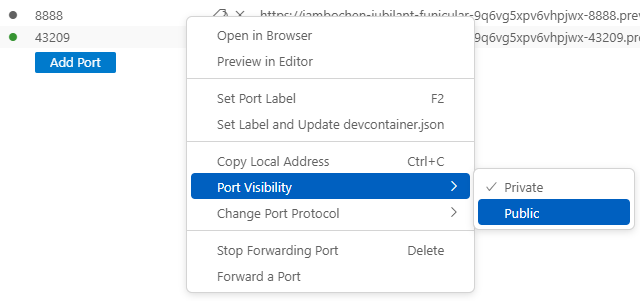 8888 https://jambochen-jubilant-funicular-9q6vg5xpv6vhpjwx-8888.prev
43209 9q6vg5xpv6vhpjwx-43209.pre
Add Port
Open in Browser
Preview in Editor
Set Port Label F2
Set Label and Update devcontainer.json
Copy Local Address Ctrl+C
Port Visibility
Private
Change Port Protocol
Public
Stop Forwarding Port Delete
Forward a Port